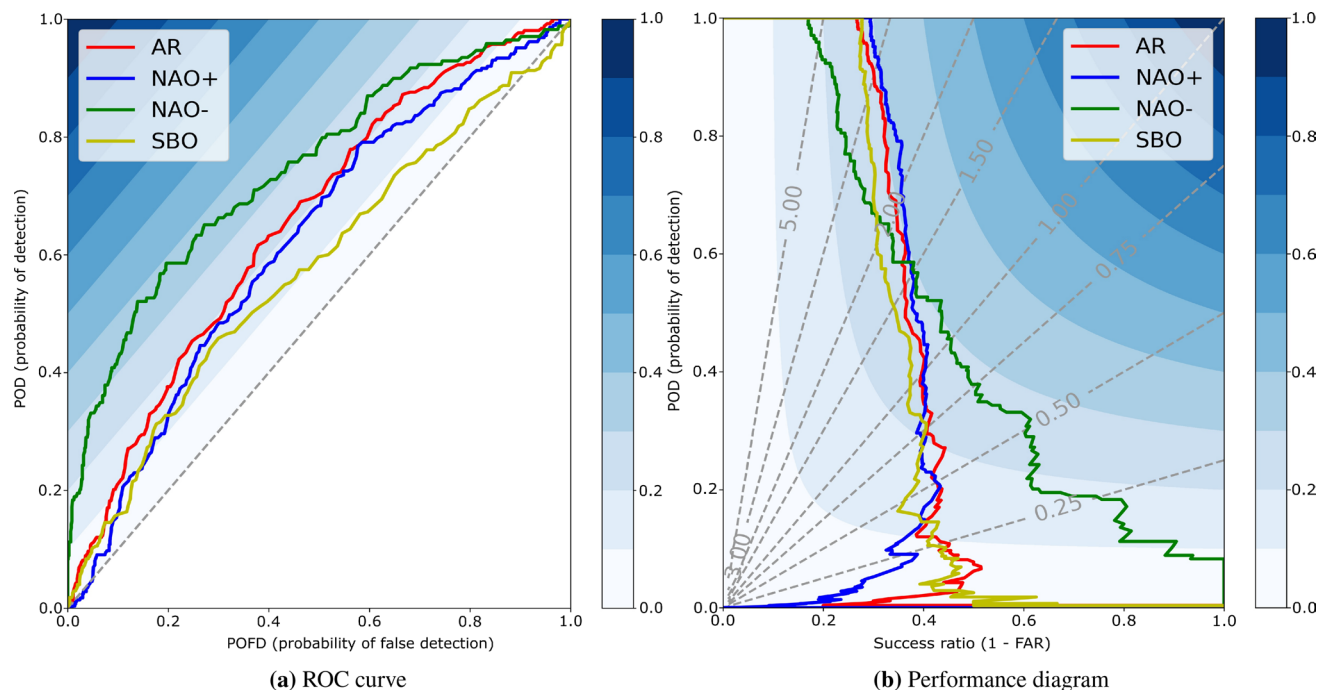 1.0
0.8
0.6
0.4
0.2
0.0
0.0 0.2 0.4 0.6 0.8 1.0
POD (probability of detection)
POFD (probability of false detection)
AR
NAO+
NAO-
SBO
1.0
0.8
0.6
0.4
0.2
0.0
(a) ROC curve
1.0
0.8
0.6
0.4
0.2
0.0
0.0 0.2 0.4 0.6 0.8 1.0
POD (probability of detection)
Success ratio (1 - FAR)
AR
NAO+
NAO-
SBO
5.00
2.00
1.50
1.00
0.75
0.50
0.25
3.00
1.0
0.8
0.6
0.4
0.2
0.0
(b) Performance diagram